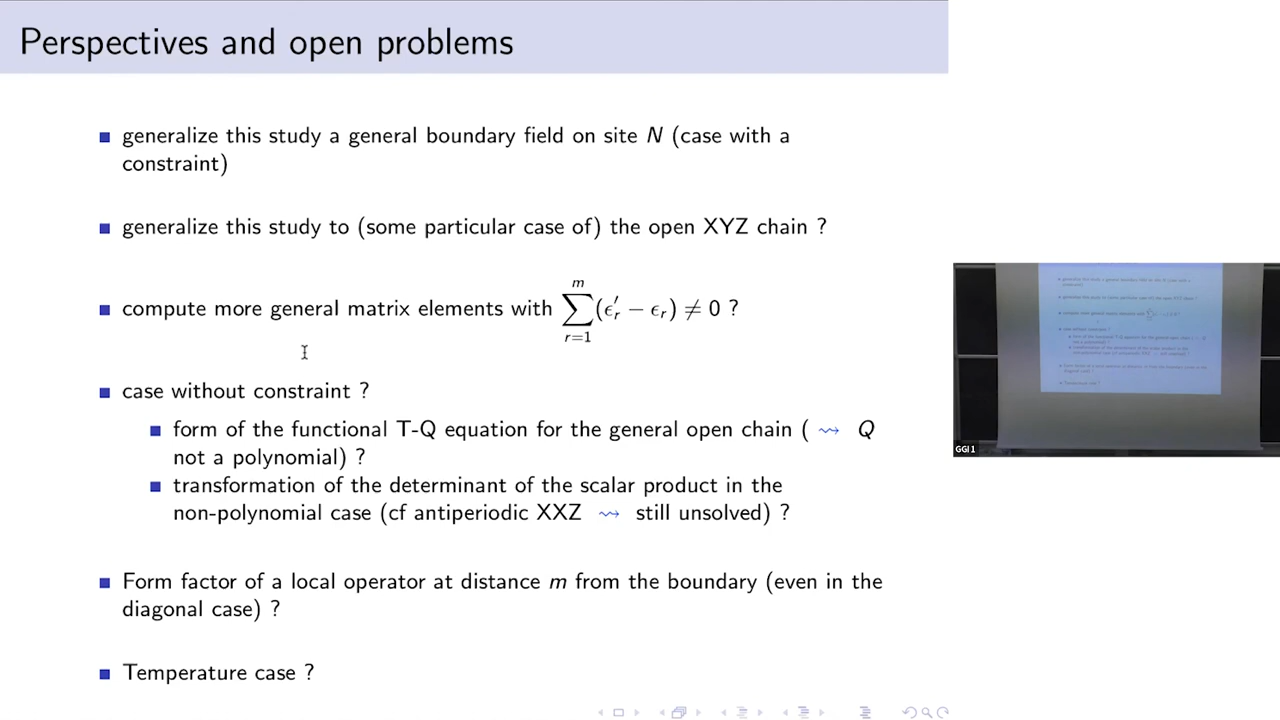 Perspectives and open problems
generalize this study a general boundary field on site N (case with a
constraint)
generalize this study to (some particular case of) the open XYZ chain ?
compute more general matrix elements with ∑_{r=1}^{m}(ϵ′_r − ϵ_r) ≠ 0 ?
case without constraint ?
form of the functional T-Q equation for the general open chain ( ⇝ Q
not a polynomial) ?
transformation of the determinant of the scalar product in the
non-polynomial case (cf antiperiodic XXZ ⇝ still unsolved) ?
Form factor of a local operator at distance m from the boundary (even in the
diagonal case) ?
Temperature case ?
GGI 1